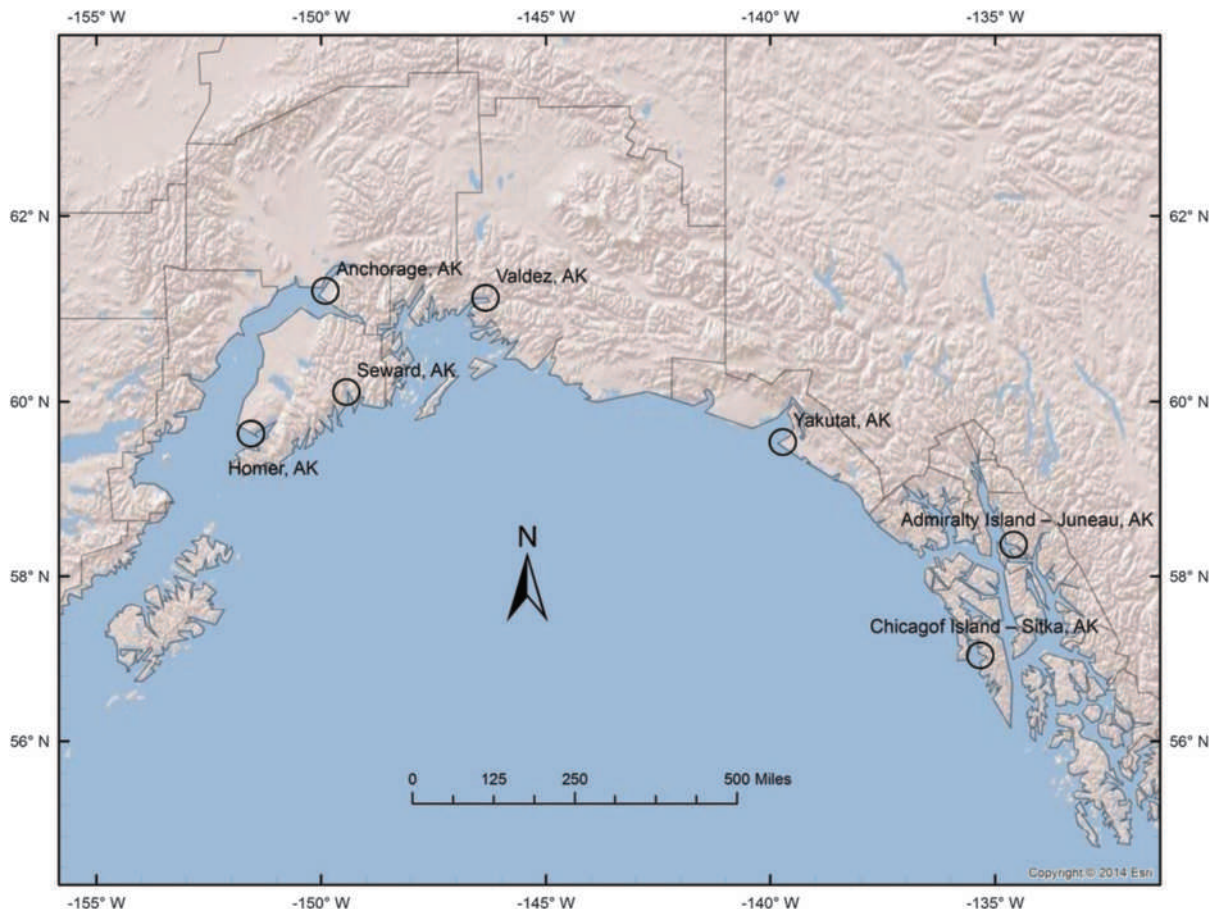 -155° W -150° W -145° W -140° W -135° W
62° N 62° N
Anchorage, AK
Valdez, AK
Seward, AK
60° N 60° N
Yakutat, AK
Homer, AK
Admiralty Island – Juneau, AK
N
58° N 58° N
Chicagof Island – Sitka, AK
56° N 56° N
0 125 250 500 Miles
Copyright © 2014 Esri
-155° W -150° W -145° W -140° W -135° W